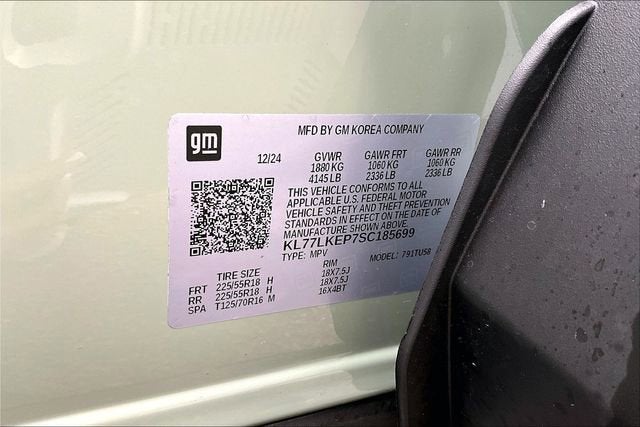 gm
MFD BY GM KOREA COMPANY
12/24 GVWR GAWR FRT GAWR RR
1880 KG 1060 KG 1060 KG
4145 LB 2336 LB 2336 LB
THIS VEHICLE CONFORMS TO ALL
APPLICABLE U.S. FEDERAL MOTOR
VEHICLE SAFETY AND THEFT PREVENTION
STANDARDS IN EFFECT ON THE DATE OF
MANUFACTURE SHOWN ABOVE.
KL77LKEP7SC185699
TYPE: MPV MODEL: 791TU58
TIRE SIZE RIM
FRT 225/55R18 H 18X7.5J
RR 225/55R18 H 18X7.5J
SPA T125/70R16 M 16X4BT